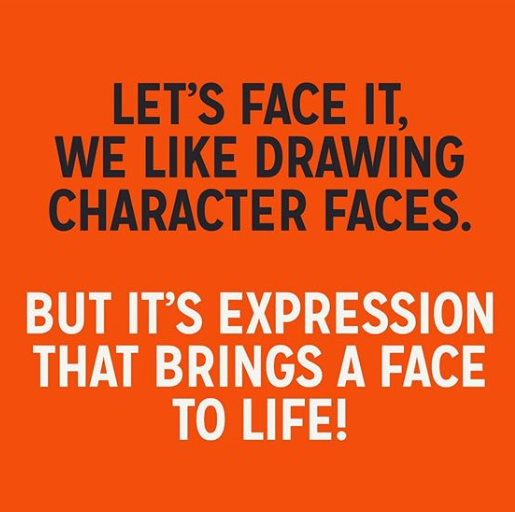 LET’S FACE IT,
WE LIKE DRAWING
CHARACTER FACES.
BUT IT’S EXPRESSION
THAT BRINGS A FACE
TO LIFE!